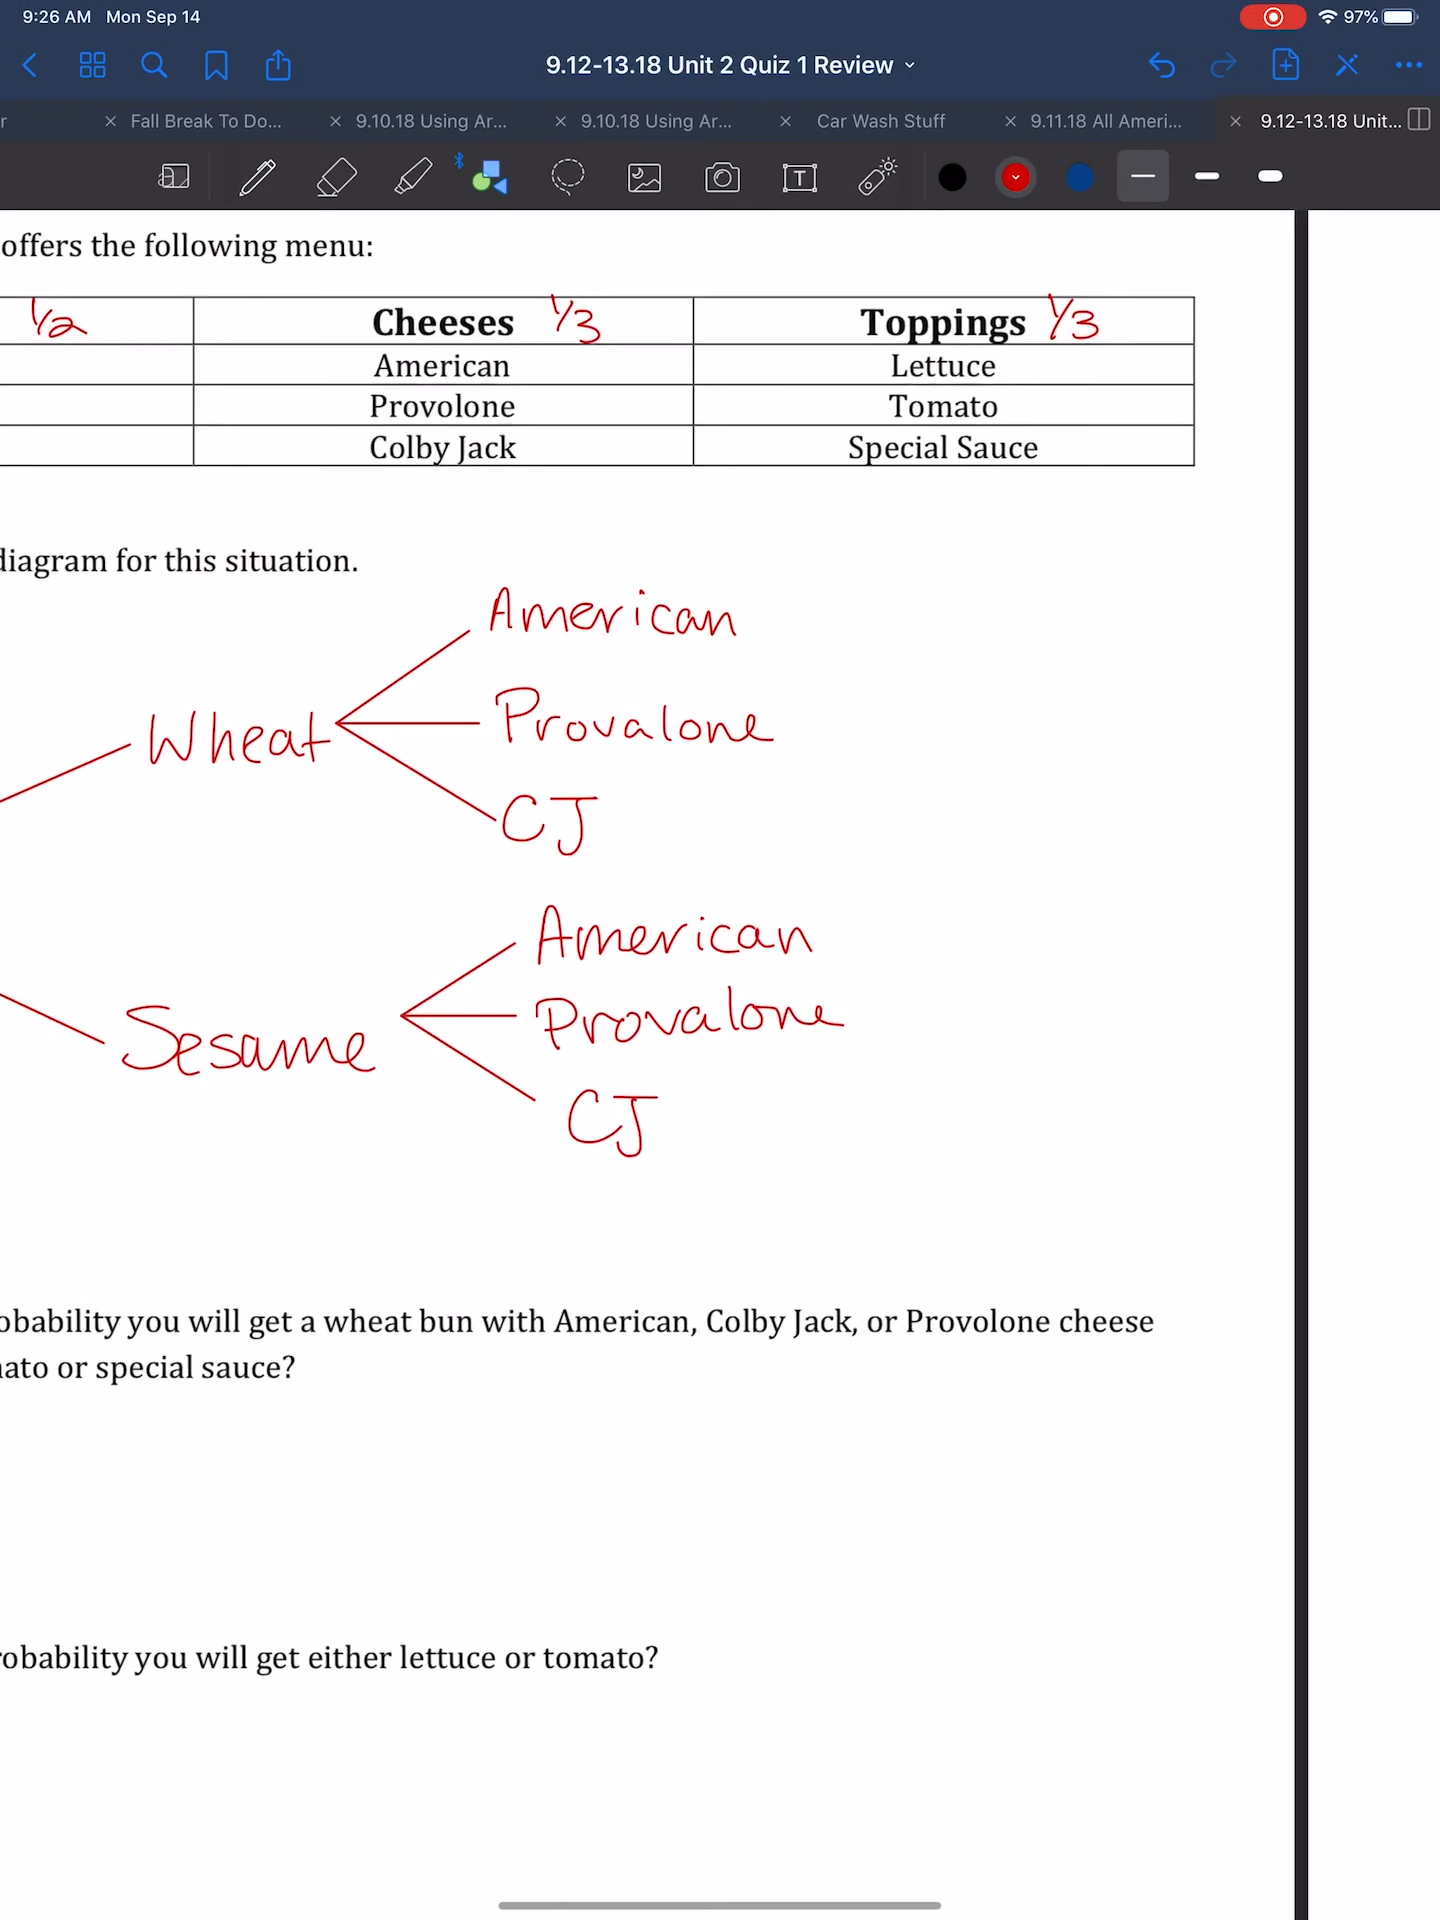 9:26 AM Mon Sep 14
97%
9.12-13.18 Unit 2 Quiz 1 Review
r
Fall Break To Do...
9.10.18 Using Ar...
9.10.18 Using Ar...
Car Wash Stuff
9.11.18 All Ameri...
9.12-13.18 Unit...
T
offers the following menu:
1/2 Cheeses 1/3 Toppings 1/3
American Lettuce
Provolone Tomato
Colby Jack Special Sauce
diagram for this situation.
American
Wheat Provalone
CJ
American
Sesame Provalone
CJ
obability you will get a wheat bun with American, Colby Jack, or Provolone cheese
nato or special sauce?
robability you will get either lettuce or tomato?